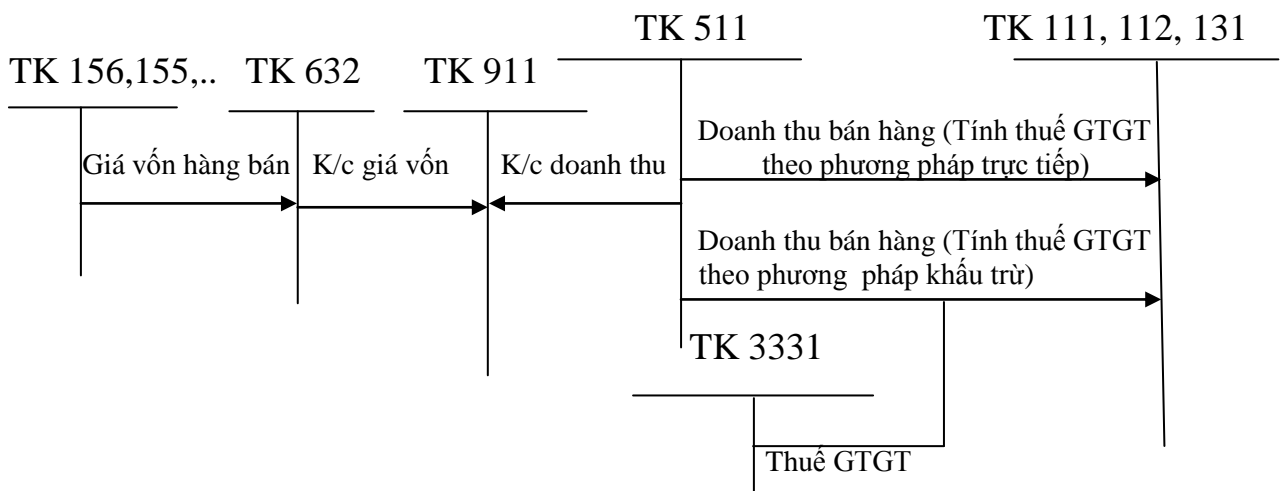 TK 511
TK 111, 112, 131
TK 156,155,..
TK 632
TK 911
Giá vốn hàng bán
K/c giá vốn
K/c doanh thu
Doanh thu bán hàng (Tính thuế GTGT
theo phương pháp trực tiếp)
Doanh thu bán hàng (Tính thuế GTGT
theo phương pháp khấu trừ)
TK 3331
Thuế GTGT